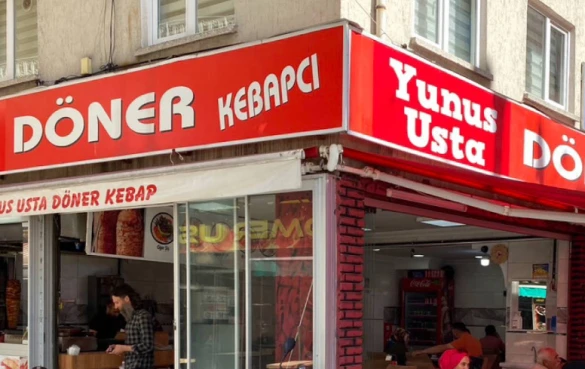 DÖNER KEBAPCI
Yunus
Usta
DÖ
US USTA DÖNER KEBAP